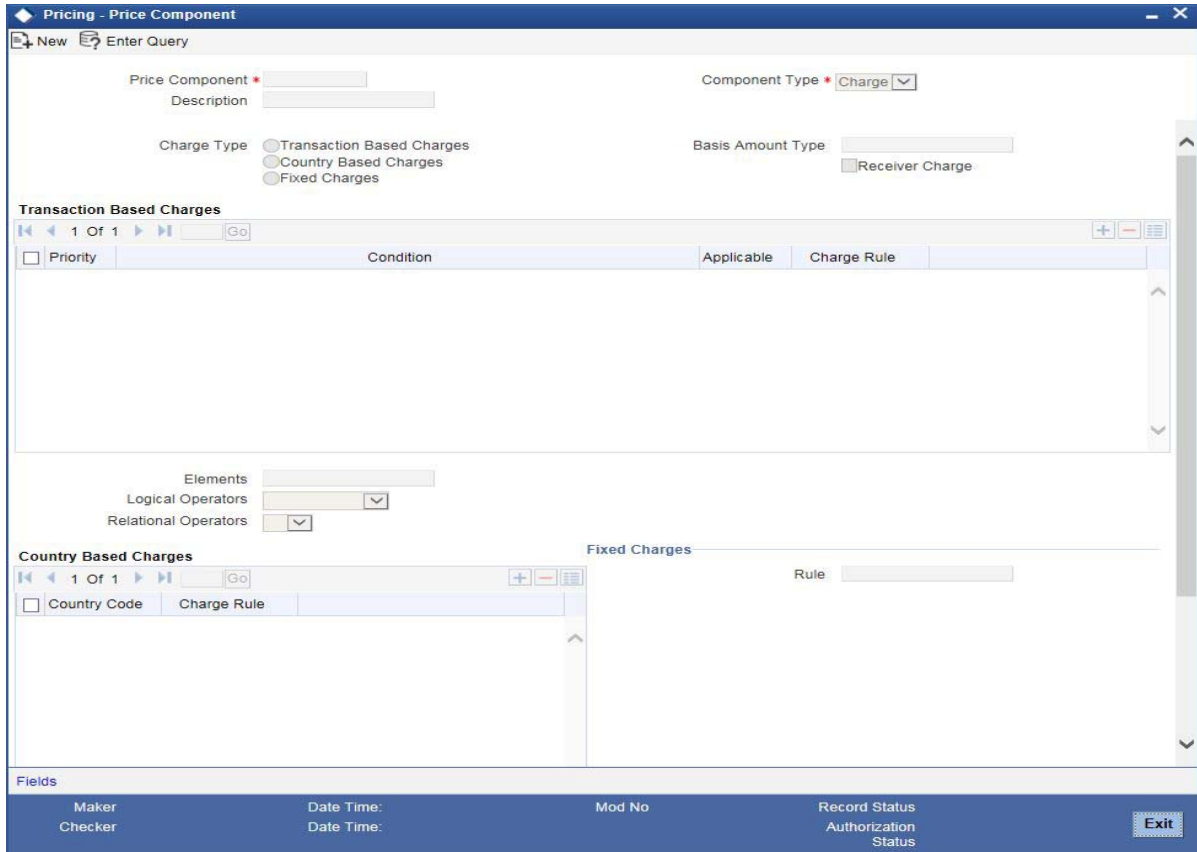 Pricing - Price Component
New Enter Query
Price Component *
Component Type * Charge
Description
Charge Type Transaction Based Charges
Basis Amount Type
Country Based Charges
Receiver Charge
Fixed Charges
Transaction Based Charges
1 Of 1 Go
Priority Condition Applicable Charge Rule
Elements
Logical Operators
Relational Operators
Country Based Charges
Fixed Charges
1 Of 1 Go
Rule
Country Code Charge Rule
Fields
Maker Date Time: Mod No Record Status
Checker Date Time: Authorization Status
Exit